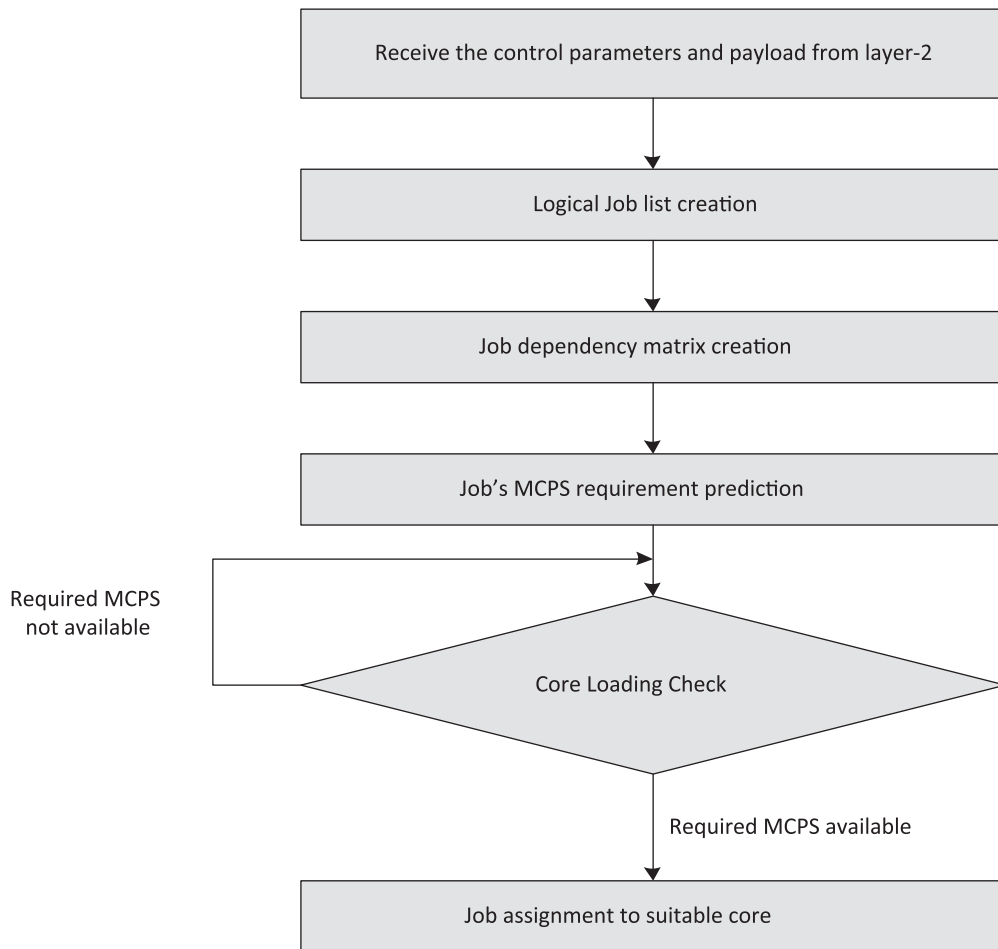 Receive the control parameters and payload from layer-2
Logical Job list creation
Job dependency matrix creation
Job’s MCPS requirement prediction
Required MCPS
not available
Core Loading Check
Required MCPS available
Job assignment to suitable core